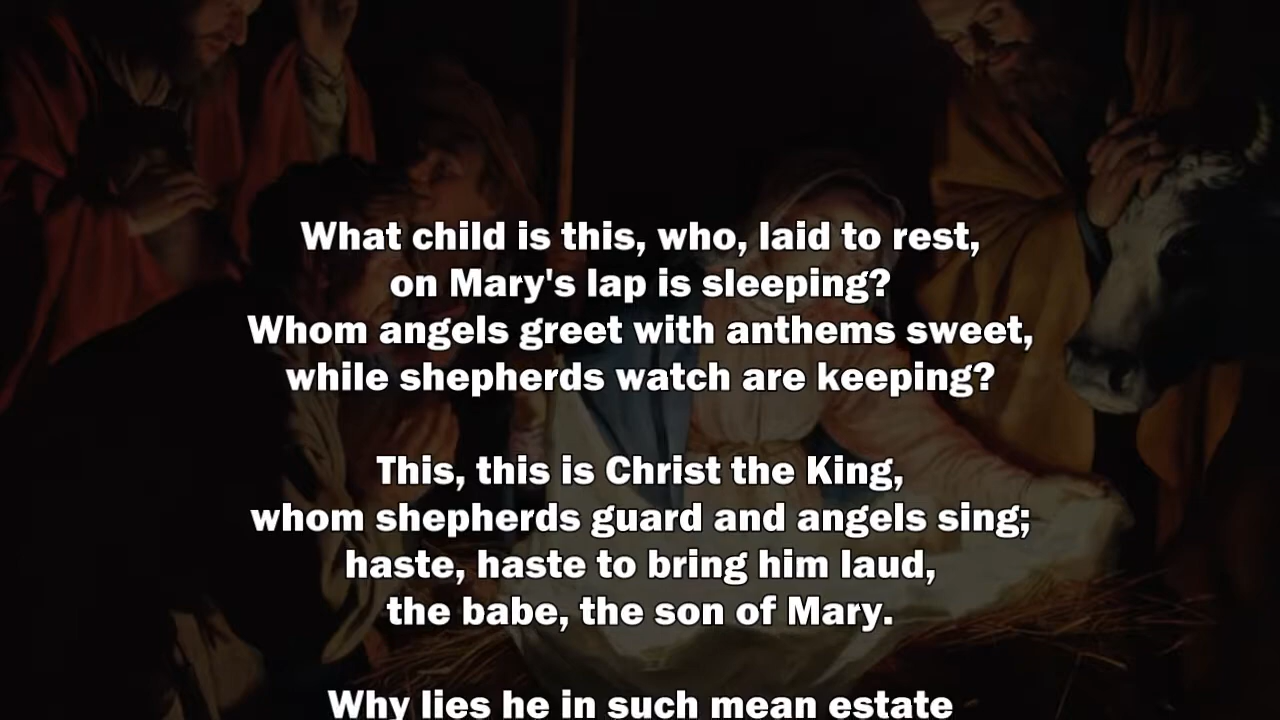 What child is this, who, laid to rest,
on Mary's lap is sleeping?
Whom angels greet with anthems sweet,
while shepherds watch are keeping?
This, this is Christ the King,
whom shepherds guard and angels sing;
haste, haste to bring him laud,
the babe, the son of Mary.
Why lies he in such mean estate